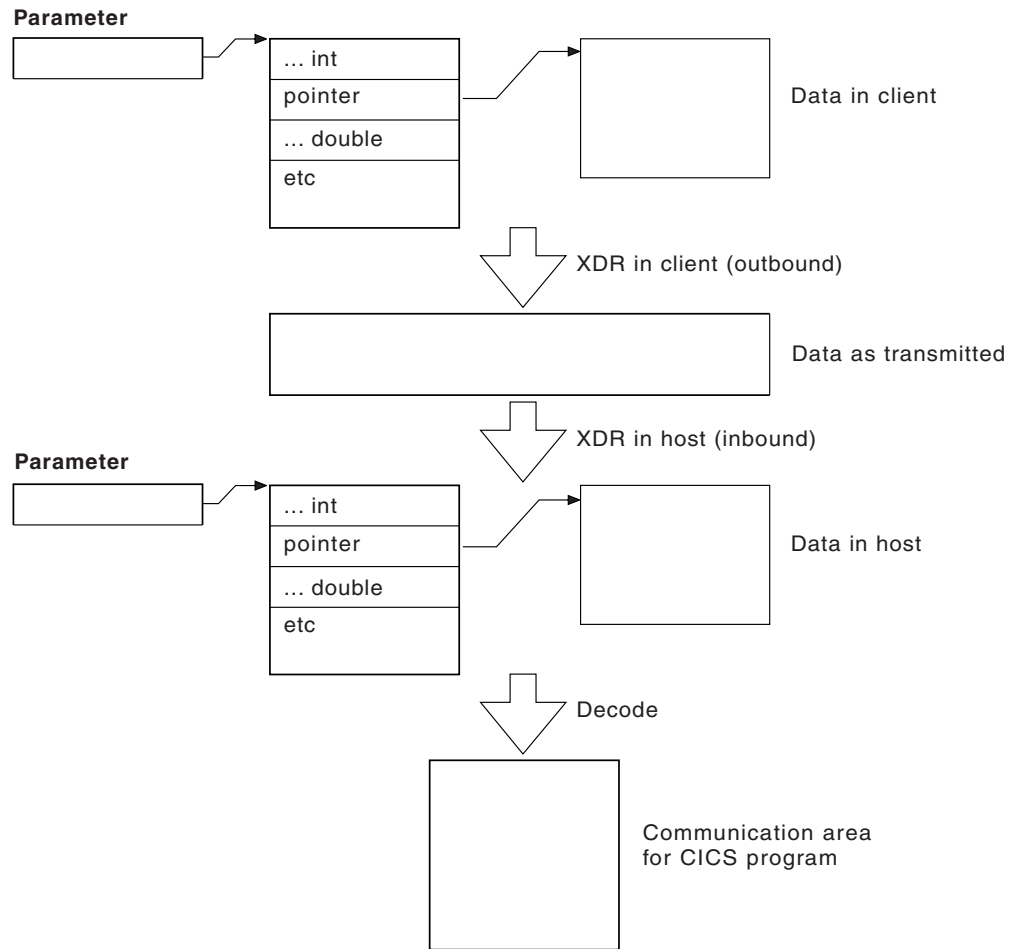 Parameter
... int
pointer
... double
etc
Data in client
XDR in client (outbound)
Data as transmitted
XDR in host (inbound)
Parameter
... int
pointer
... double
etc
Data in host
Decode
Communication area
for CICS program